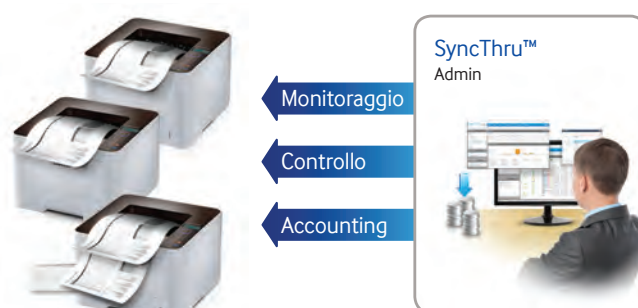 SyncThru™
Admin
Monitoraggio
Controllo
Accounting